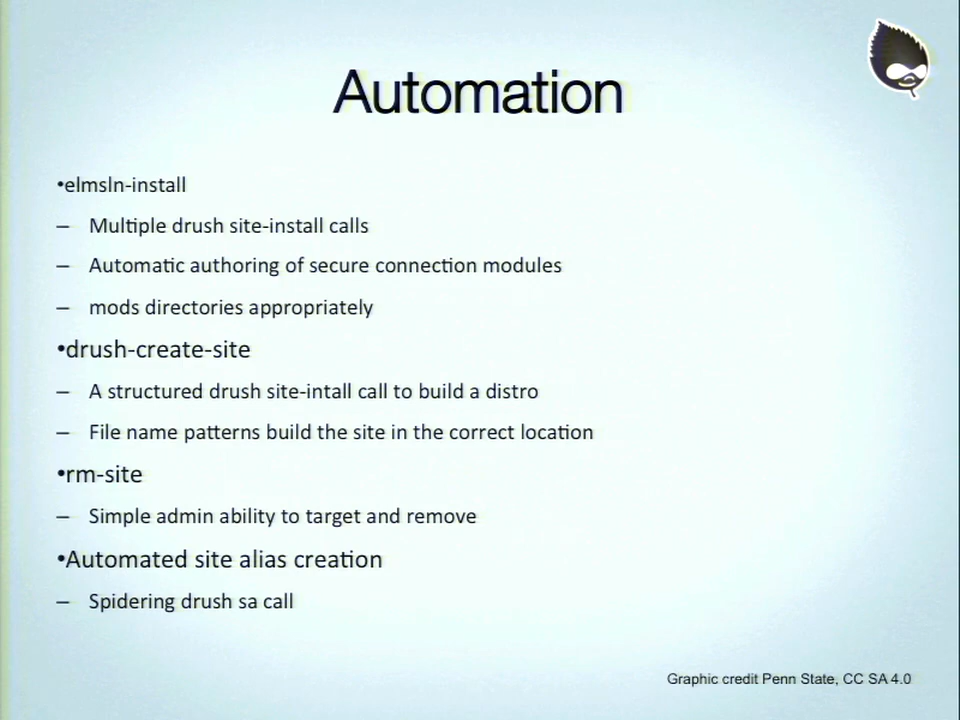 Automation
•elmsln-install
– Multiple drush site-install calls
– Automatic authoring of secure connection modules
– mods directories appropriately
•drush-create-site
– A structured drush site-intall call to build a distro
– File name patterns build the site in the correct location
•rm-site
– Simple admin ability to target and remove
•Automated site alias creation
– Spidering drush sa call
Graphic credit Penn State, CC SA 4.0